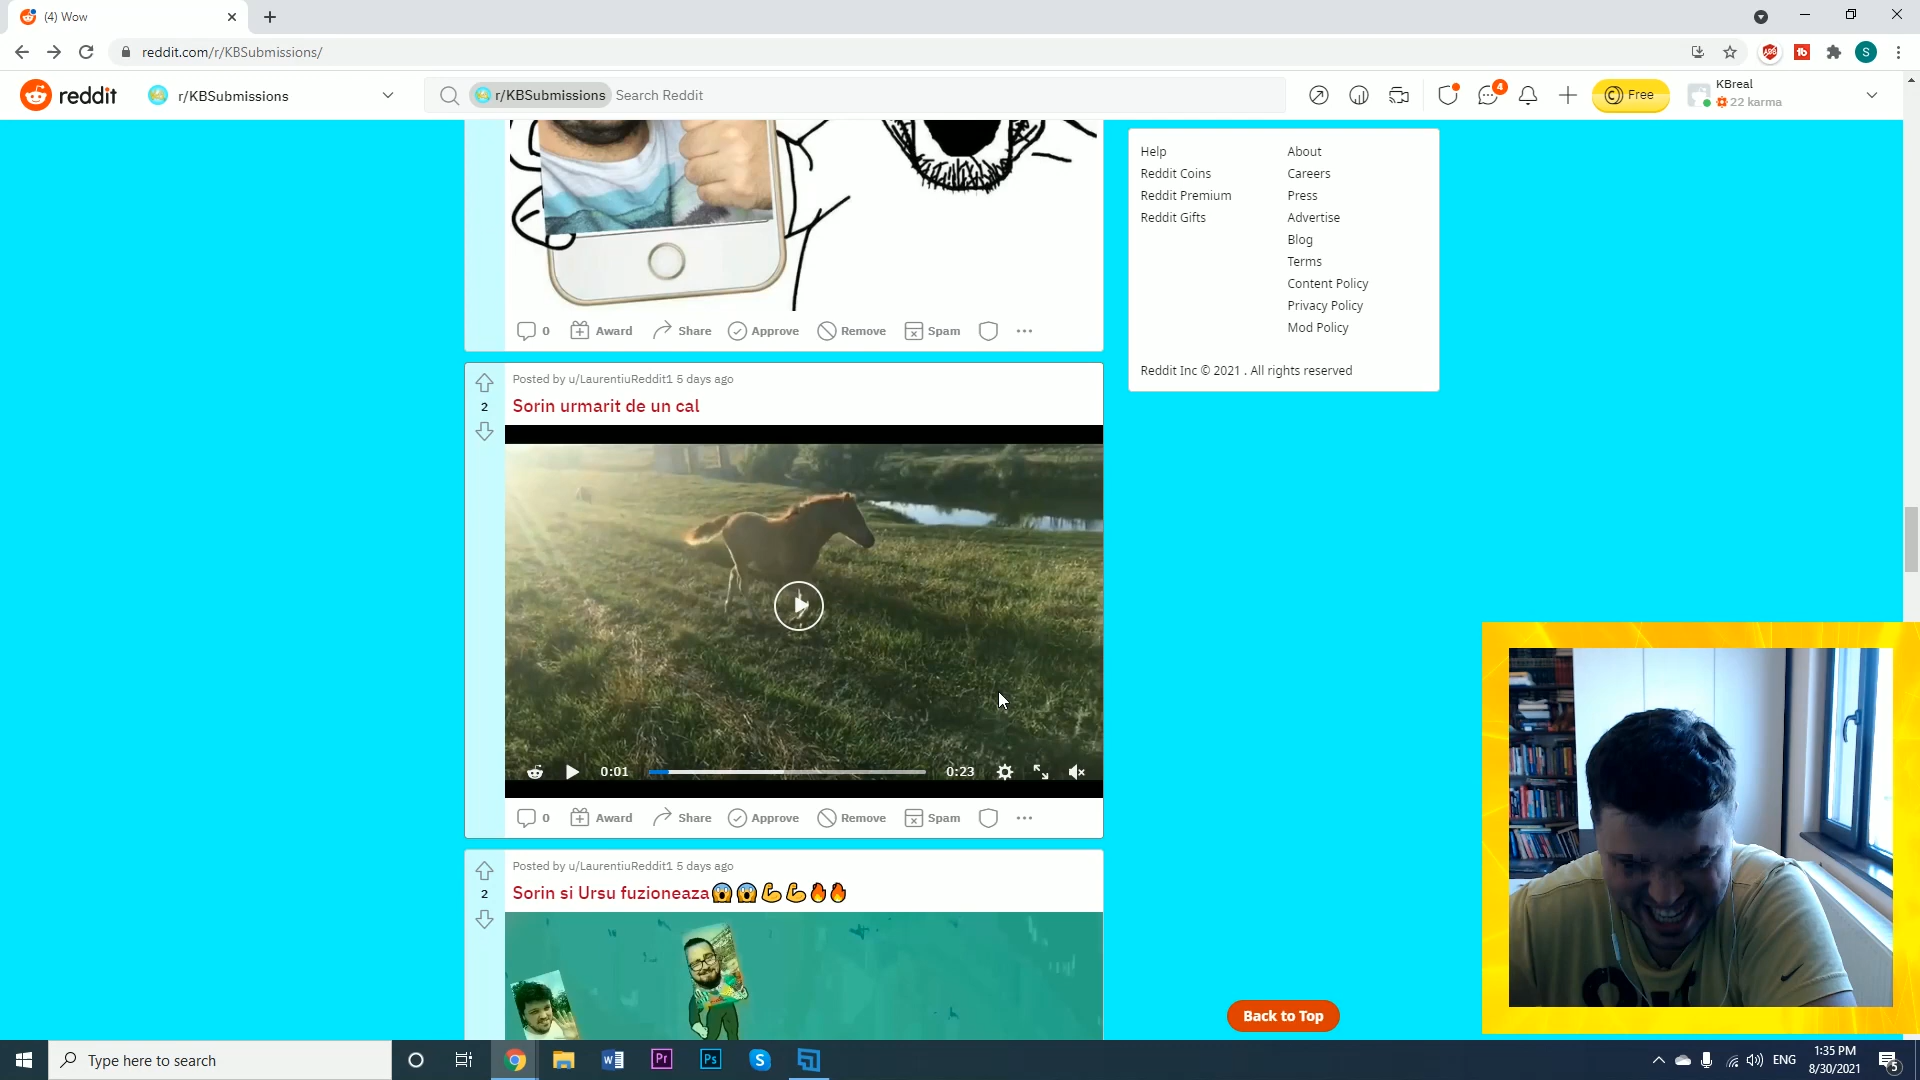 (4) Wow
reddit.com/r/KBSubmissions/
reddit
r/KBSubmissions
r/KBSubmissions Search Reddit
4
Free
KBreal
22 karma
S
0 Award Share Approve Remove Spam
Help
Reddit Coins
Reddit Premium
Reddit Gifts
About
Careers
Press
Advertise
Blog
Terms
Content Policy
Privacy Policy
Mod Policy
Reddit Inc © 2021 . All rights reserved
2
Posted by u/LaurentiuReddit1 5 days ago
Sorin urmarit de un cal
0:01
0:23
0 Award Share Approve Remove Spam
2
Posted by u/LaurentiuReddit1 5 days ago
Sorin si Ursu fuzioneaza😱😱💪💪🔥🔥
Back to Top
Type here to search
Pr
Ps
ENG
1:35 PM
8/30/2021
5